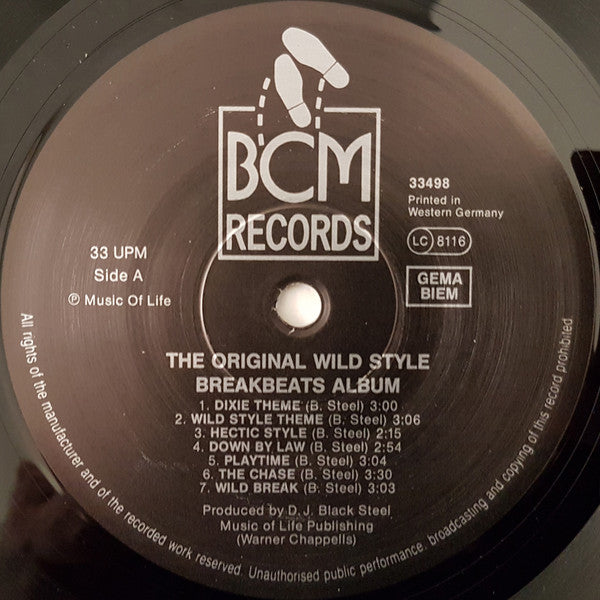 BCM
RECORDS
33498
Printed in
Western Germany
LC 8116
GEMA
BIEM
33 UPM
Side A
℗ Music Of Life
THE ORIGINAL WILD STYLE
BREAKBEATS ALBUM
1. DIXIE THEME (B. Steel) 3:00
2. WILD STYLE THEME (B. Steel) 3:06
3. HECTIC STYLE (B. Steel) 2:15
4. DOWN BY LAW (B. Steel) 2:54
5. PLAYTIME (B. Steel) 3:04
6. THE CHASE (B. Steel) 3:30
7. WILD BREAK (B. Steel) 3:03
Produced by D.J. Black Steel
Music of Life Publishing
(Warner Chappells)
All rights of the manufacturer and of the recorded work reserved. Unauthorised public performance, broadcasting and copying of this record prohibited